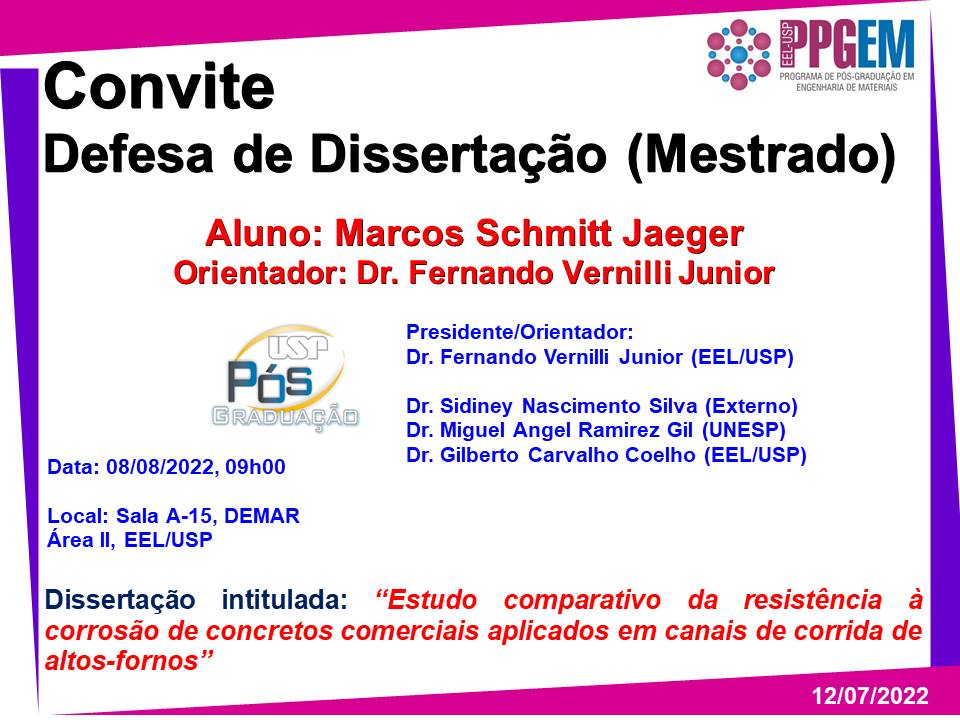 EEL-USP
PPGEM
PROGRAMA DE PÓS-GRADUAÇÃO EM
ENGENHARIA DE MATERIAIS
Convite
Defesa de Dissertação (Mestrado)
Aluno: Marcos Schmitt Jaeger
Orientador: Dr. Fernando Vernilli Junior
USP
PÓS
GRADUAÇÃO
Presidente/Orientador:
Dr. Fernando Vernilli Junior (EEL/USP)
Dr. Sidiney Nascimento Silva (Externo)
Dr. Miguel Angel Ramirez Gil (UNESP)
Dr. Gilberto Carvalho Coelho (EEL/USP)
Data: 08/08/2022, 09h00
Local: Sala A-15, DEMAR
Área II, EEL/USP
Dissertação intitulada: “Estudo comparativo da resistência à
corrosão de concretos comerciais aplicados em canais de corrida de
altos-fornos”
12/07/2022